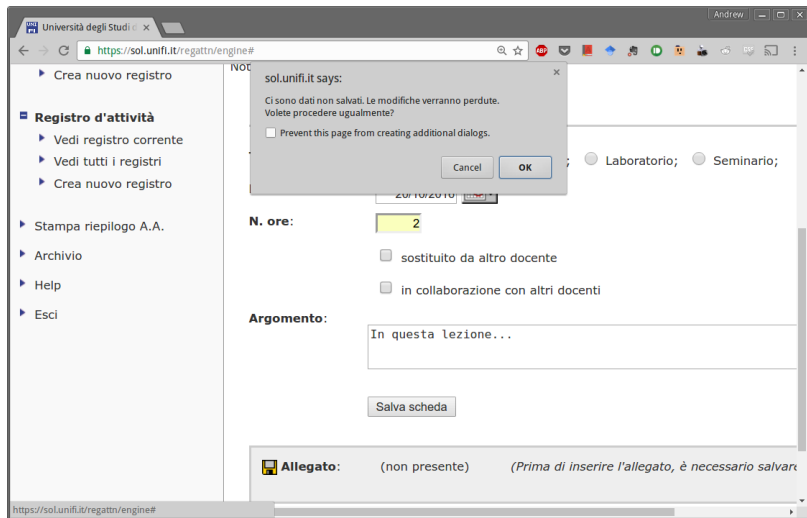 Andrew
Università degli Studi d
https://sol.unifi.it/regattn/engine#
Crea nuovo registro
Registro d'attività
Vedi registro corrente
Vedi tutti i registri
Crea nuovo registro
Stampa riepilogo A.A.
Archivio
Help
Esci
Not
sol.unifi.it says:
Ci sono dati non salvati. Le modifiche verranno perdute.
Volete procedere ugualmente?
Prevent this page from creating additional dialogs.
Cancel
OK
; Laboratorio; Seminario;
20/10/2016
N. ore: 2
sostituito da altro docente
in collaborazione con altri docenti
Argomento:
In questa lezione...
Salva scheda
Allegato: (non presente) (Prima di inserire l'allegato, è necessario salvare
https://sol.unifi.it/regattn/engine#